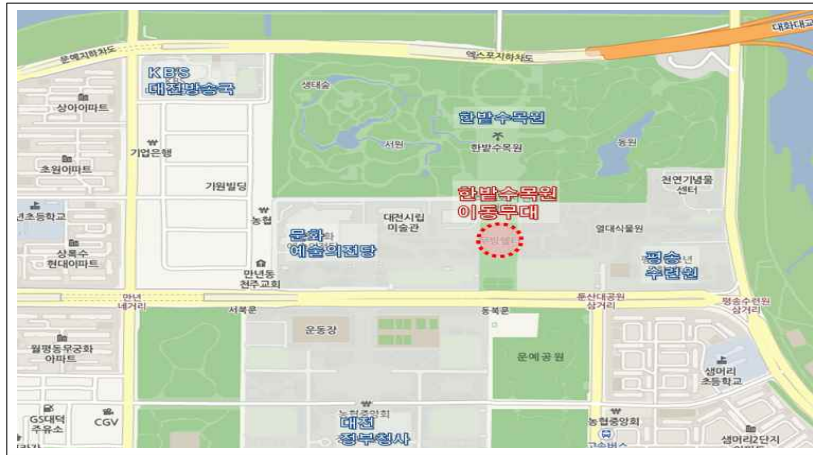 문예지하차도
엑스포지하차도
대화대교
KBS
대전방송국
생태숲
상아아파트
한밭수목원
기업은행
서원
한밭수목원
동원
초원아파트
기원빌딩
천연기념물
센터
농협
대전시립
미술관
한밭수목원
이동무대
년초등학교
열대식물원
문화
예술의전당
평송
수련원
상록수
현대아파트
만년동
천주교회
만년
네거리
서북문
동북문
둔산대공원
삼거리
평송수련원
삼거리
운동장
월평동무궁화
아파트
문예공원
샘머리
초등학교
GS대덕
주유소
CGV
농협중앙회
대전
정부청사
농협중앙회
고속버스
샘머리2단지